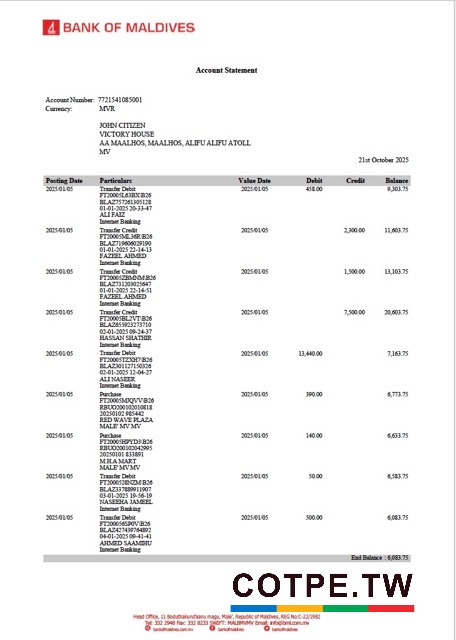 BANK OF MALDIVES
Account Statement
Account Number: 7721541085001
Currency: MVR
JOHN CITIZEN
VICTORY HOUSE
AA MAALHOS, MAALHOS, ALIFU ALIFU ATOLL
MV
21st October 2025
Posting Date Particulars Value Date Debit Credit Balance
2025/01/05 Transfer Debit 2025/01/05 458.00 9,303.75
FT20005L63BX\B26
BLAZ757261305128
01-01-2025 20-33-47
ALI FAIZ
Internet Banking
2025/01/05 Transfer Credit 2025/01/05 2,300.00 11,603.75
FT20005ML36R\B26
BLAZ719606029190
01-01-2025 22-14-13
FAZEEL AHMED
Internet Banking
2025/01/05 Transfer Credit 2025/01/05 1,500.00 13,103.75
FT20005ZBMNM\B26
BLAZ731203025647
01-01-2025 22-14-51
FAZEEL AHMED
Internet Banking
2025/01/05 Transfer Credit 2025/01/05 7,500.00 20,603.75
FT20005BL2VT\B26
BLAZ655923273710
02-01-2025 09-24-37
HASSAN SHATHIR
Internet Banking
2025/01/05 Transfer Debit 2025/01/05 13,440.00 7,163.75
FT20005TZXH7\B26
BLAZ301127150326
02-01-2025 12-04-27
ALI NASEER
Internet Banking
2025/01/05 Purchase 2025/01/05 390.00 6,773.75
FT20005MXQVV\B26
RBUO200102010818
20250102 985442
RED WAVE PLAZA
MALE' MV MV
2025/01/05 Purchase 2025/01/05 140.00 6,633.75
FT20005HPYD3\B26
RBUO200102042995
20250101 833891
M.H.A MART
MALE' MV MV
2025/01/05 Transfer Debit 2025/01/05 50.00 6,583.75
FT2000528NZM\B26
BLAZ337889911907
03-01-2025 19-56-19
NASEEHA JAMEEL
Internet Banking
2025/01/05 Transfer Debit 2025/01/05 500.00 6,083.75
FT200056SP0V\B26
BLAZ427439764892
04-01-2025 09-41-41
AHMED SAAMIHU
Internet Banking
End Balance : 6,083.75
COTPE.TW
Head Office, 11 Boduthakurufaanu magu, Male', Republic of Maldives, REG No:C-22/1982
Tel: 332 2948 Fax: 332 8233 SWIFT: MALBMVMV Email: info@bml.com.mv
bankofmaldives bankofmaldives bankofmaldives